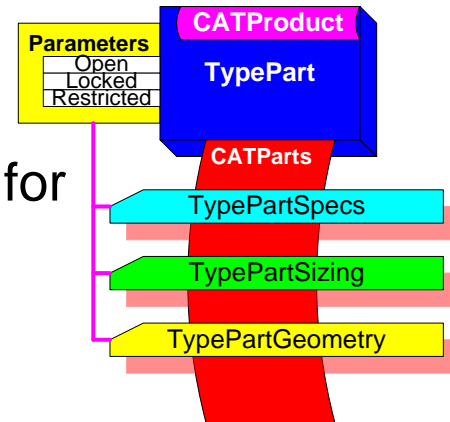 CATProduct
Parameters
Open
Locked
Restricted
TypePart
CATParts
for
TypePartSpecs
TypePartSizing
TypePartGeometry